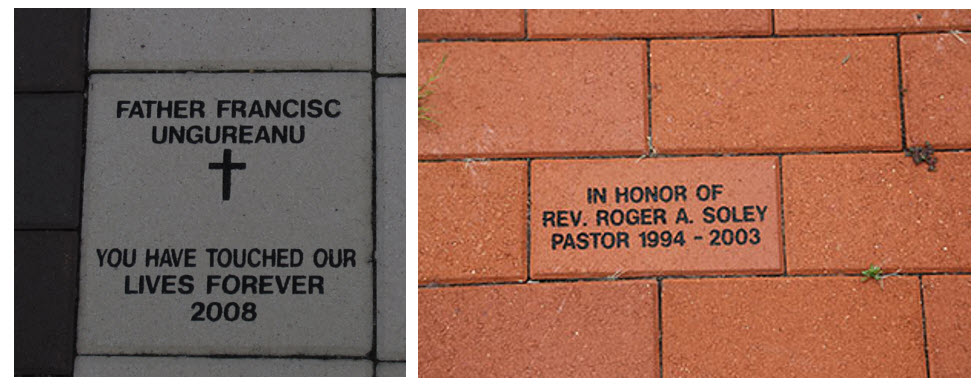 FATHER FRANCISC
UNGUREANU
YOU HAVE TOUCHED OUR
LIVES FOREVER
2008
IN HONOR OF
REV. ROGER A. SOLEY
PASTOR 1994 - 2003